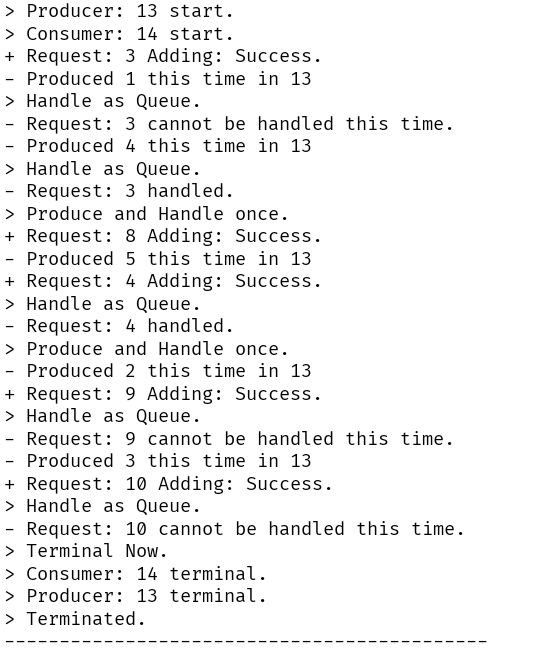 > Producer: 13 start.
> Consumer: 14 start.
+ Request: 3 Adding: Success.
- Produced 1 this time in 13
> Handle as Queue.
- Request: 3 cannot be handled this time.
- Produced 4 this time in 13
> Handle as Queue.
- Request: 3 handled.
> Produce and Handle once.
+ Request: 8 Adding: Success.
- Produced 5 this time in 13
+ Request: 4 Adding: Success.
> Handle as Queue.
- Request: 4 handled.
> Produce and Handle once.
- Produced 2 this time in 13
+ Request: 9 Adding: Success.
> Handle as Queue.
- Request: 9 cannot be handled this time.
- Produced 3 this time in 13
+ Request: 10 Adding: Success.
> Handle as Queue.
- Request: 10 cannot be handled this time.
> Terminal Now.
> Consumer: 14 terminal.
> Producer: 13 terminal.
> Terminated.
--------------------------------------------